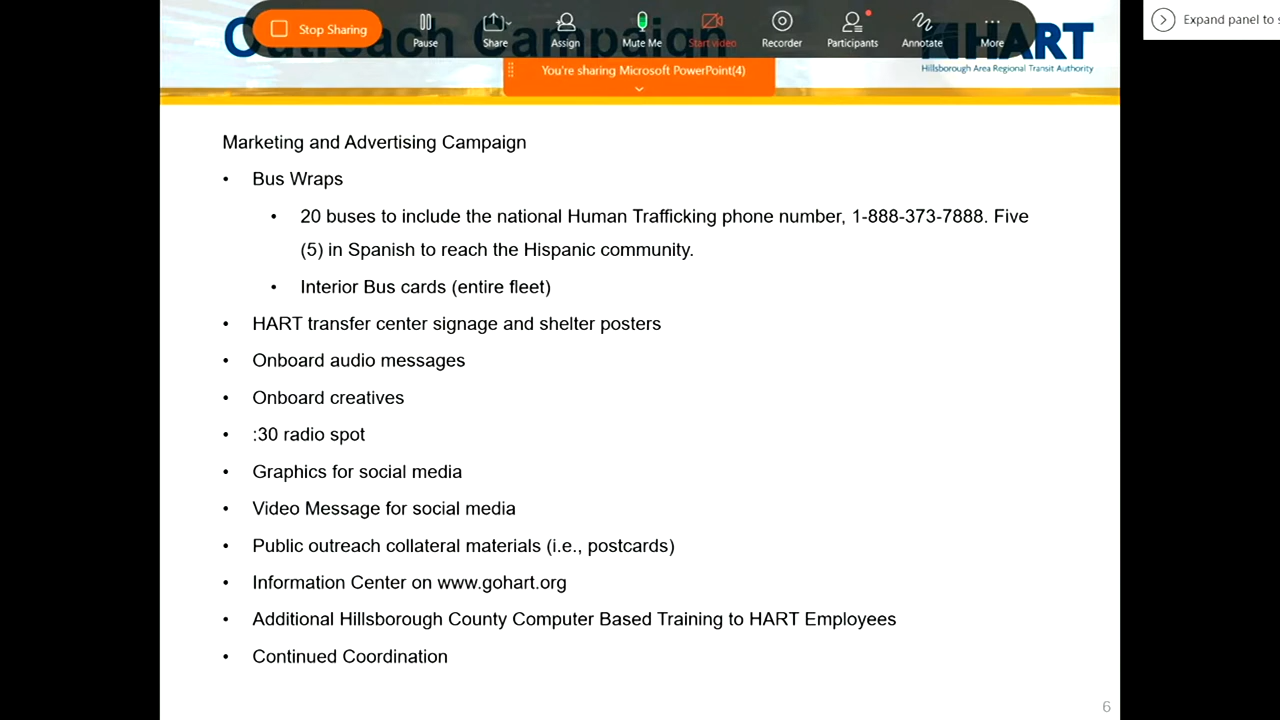 Outreach Campaign
Stop Sharing
Pause
Share
Assign
Mute Me
Start video
Recorder
Participants
Annotate
More
HART
Hillsborough Area Regional Transit Authority
You're sharing Microsoft PowerPoint(4)
Expand panel to s
Marketing and Advertising Campaign
• Bus Wraps
• 20 buses to include the national Human Trafficking phone number, 1-888-373-7888. Five
(5) in Spanish to reach the Hispanic community.
• Interior Bus cards (entire fleet)
• HART transfer center signage and shelter posters
• Onboard audio messages
• Onboard creatives
• :30 radio spot
• Graphics for social media
• Video Message for social media
• Public outreach collateral materials (i.e., postcards)
• Information Center on www.gohart.org
• Additional Hillsborough County Computer Based Training to HART Employees
• Continued Coordination
6